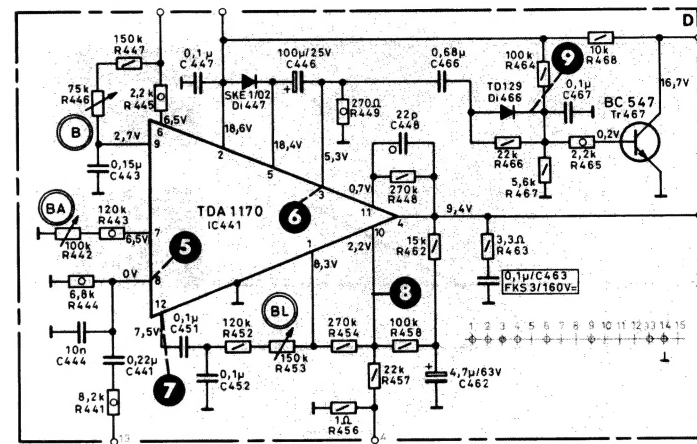 D
150k
R447
0,1µ
C447
100µ/25V
C446
0,68µ
C466
100k
R464
10k
R468
75k
R446
2,2k
R445
SKE 1/02
Di447
270Ω
R449
TD129
Di466
9
0,1µ
C467
16,7V
BC 547
Tr467
B
6,5V
18,6V
18,4V
5,3V
22p
C448
22k
R466
2,2k
R465
0,2V
2,7V
6
9
2
5
3
0,15µ
C443
270k
R448
0,7V
5,6k
R467
BA
120k
R443
100k
R442
6,5V
7
TDA 1170
IC441
6
11
4
9,4V
10
2,2V
15k
R462
3,3Ω
R463
5
0V
8
1
8,3V
0,1µ/C463
FKS3/160V=
6,8k
R444
12
7,5V
0,1µ
C451
120k
R452
BL
150k
R453
270k
R454
8
100k
R458
1 2 3 4 5 6 7 8 9 10 11 12 13 14 15
10n
C444
0,22µ
C441
7
0,1µ
C452
22k
R457
4,7µ/63V
C462
8,2k
R441
1Ω
R456
13
4